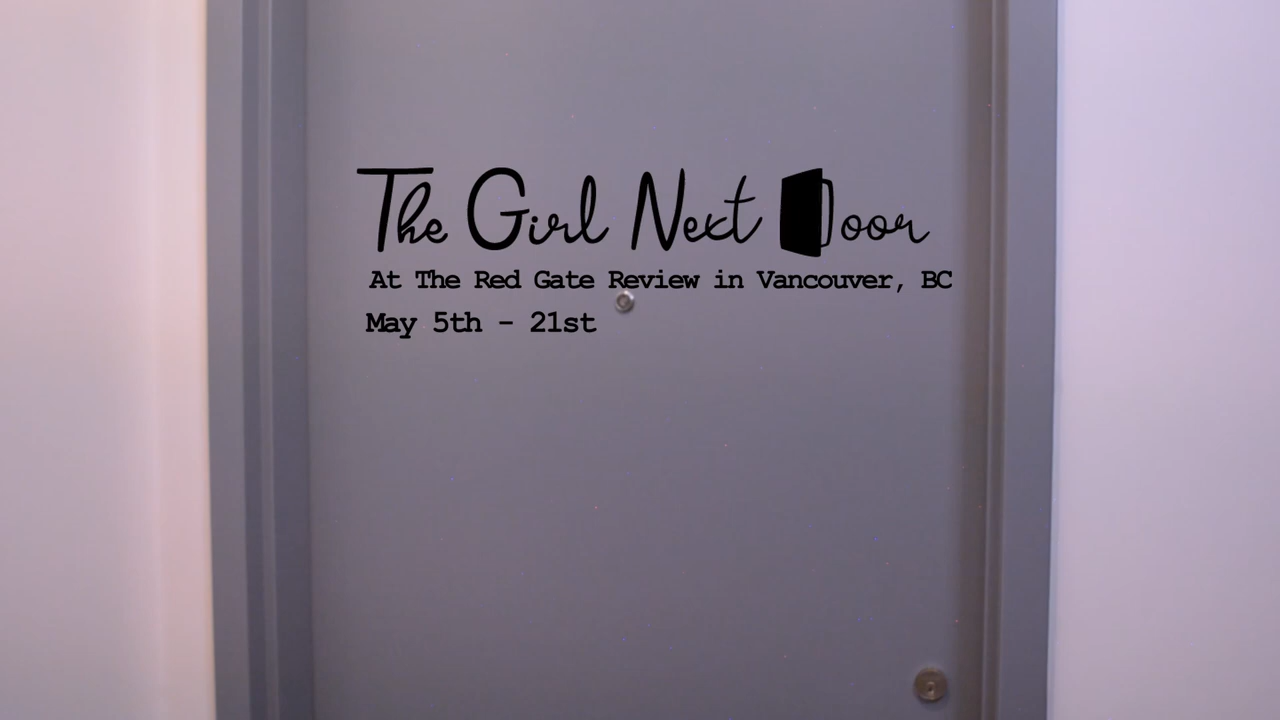 The Girl Next Door
At The Red Gate Review in Vancouver, BC
May 5th - 21st